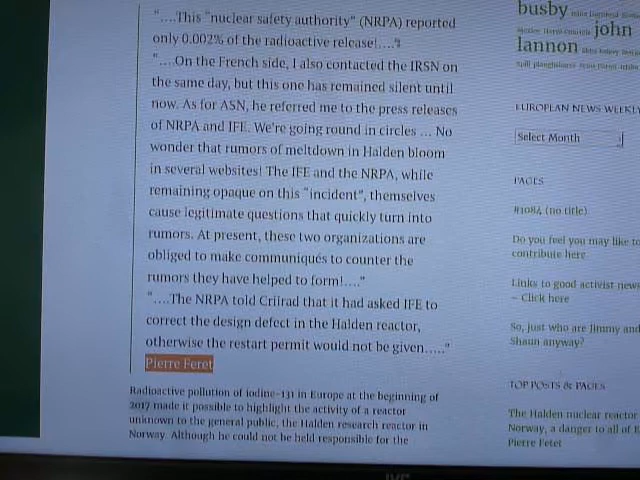 "....This "nuclear safety authority" (NRPA) reported
only 0.002% of the radioactive release!...."
"....On the French side, I also contacted the IRSN on
the same day, but this one has remained silent until
now. As for ASN, he referred me to the press releases
of NRPA and IFE. We're going round in circles ... No
wonder that rumors of meltdown in Halden bloom
in several websites! The IFE and the NRPA, while
remaining opaque on this "incident", themselves
cause legitimate questions that quickly turn into
rumors. At present, these two organizations are
obliged to make communiqués to counter the
rumors they have helped to form!...."
"....The NRPA told Criirad that it had asked IFE to
correct the design defect in the Halden reactor,
otherwise the restart permit would not be given....."
Pierre Fetet
Radioactive pollution of iodine-131 in Europe at the beginning of
2017 made it possible to highlight the activity of a reactor
unknown to the general public, the Halden research reactor in
Norway. Although he could not be held responsible for the
busby
john
lannon
EUROPEAN NEWS WEEKLY
Select Month
PAGES
#1084 (no title)
Do you feel you may like to
contribute here
Links to good activist news
– Click here
So, just who are Jimmy and
Shaun anyway?
TOP POSTS & PAGES
The Halden nuclear reactor
Norway, a danger to all of E
Pierre Fetet